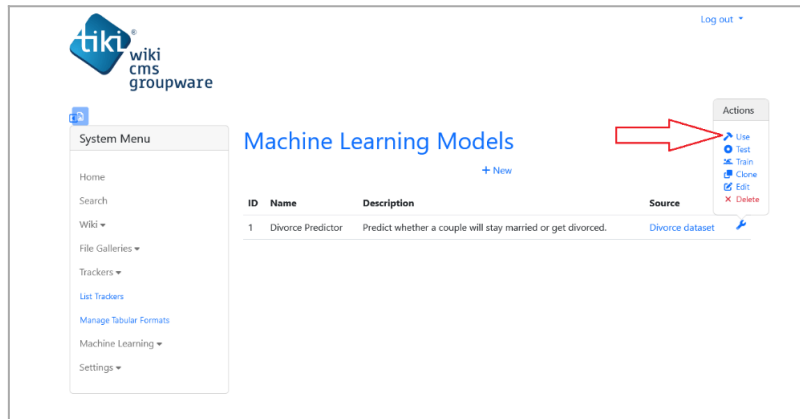 Log out
tiki®
wiki
cms
groupware
System Menu
Home
Search
Wiki
File Galleries
Trackers
List Trackers
Manage Tabular Formats
Machine Learning
Settings
Machine Learning Models
+ New
ID Name Description Source
1 Divorce Predictor Predict whether a couple will stay married or get divorced. Divorce dataset
Actions
Use
Test
Train
Clone
Edit
Delete